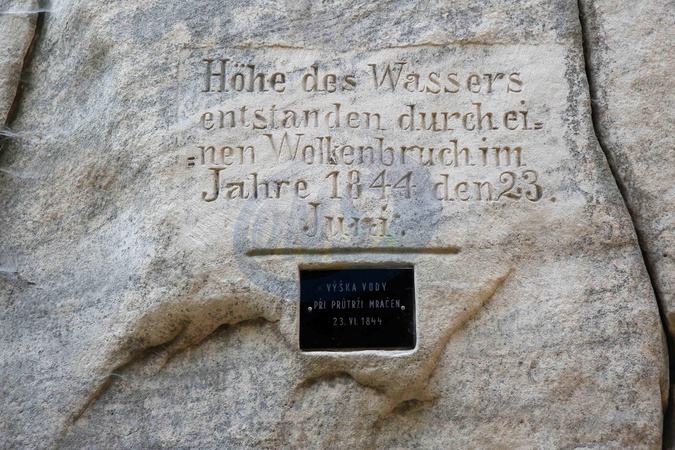 Höhe des Wassers
entstanden durch ei=
=nen Wolkenbruch im
Jahre 1844 den 23.
Juni.
VÝŠKA VODY
PŘI PRŮTRŽI MRAČEN
23. VI. 1844